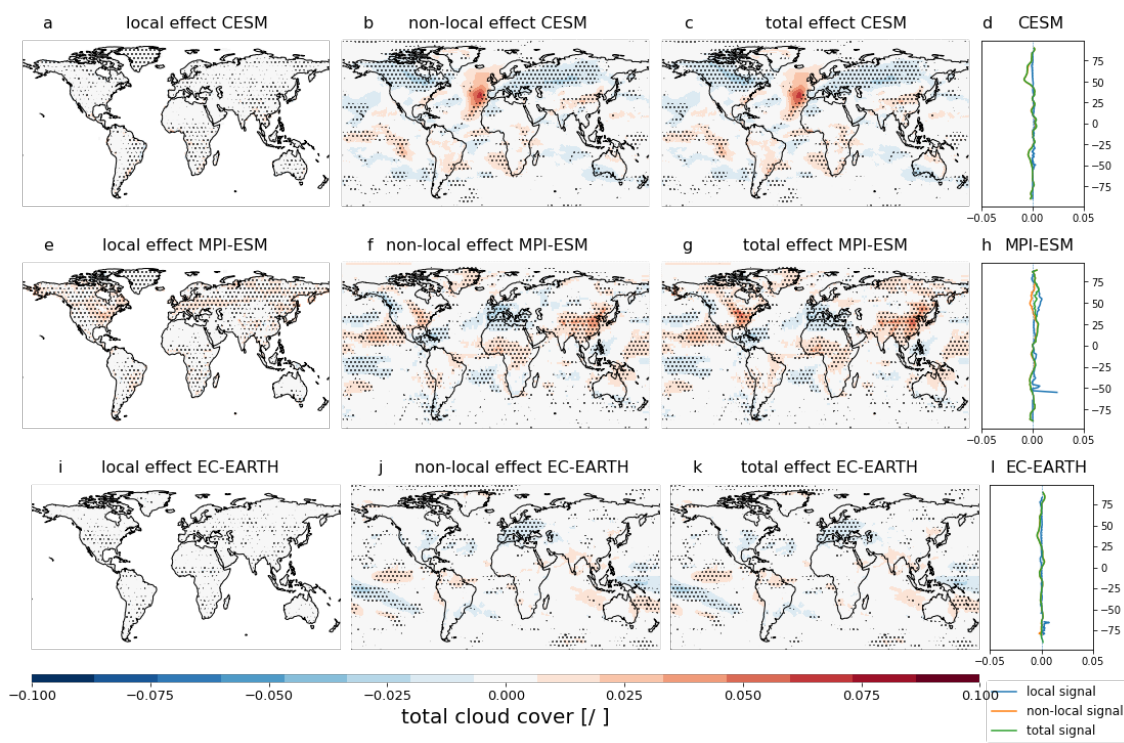 a local effect CESM b non-local effect CESM c total effect CESM d CESM
75
50
25
0
−25
−50
−75
−0.05 0.00 0.05
e local effect MPI-ESM f non-local effect MPI-ESM g total effect MPI-ESM h MPI-ESM
75
50
25
0
−25
−50
−75
−0.05 0.00 0.05
i local effect EC-EARTH j non-local effect EC-EARTH k total effect EC-EARTH l EC-EARTH
75
50
25
0
−25
−50
−75
−0.05 0.00 0.05
−0.100 −0.075 −0.050 −0.025 0.000 0.025 0.050 0.075 0.100
total cloud cover [/ ]
local signal
non-local signal
total signal